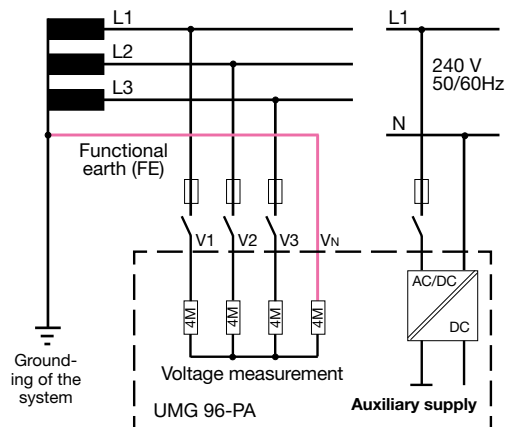 L1
L2
L3
L1
240 V
50/60Hz
N
Functional
earth (FE)
V1
V2
V3
VN
4M
4M
4M
4M
AC/DC
DC
Ground-
ing of the
system
Voltage measurement
Auxiliary supply
UMG 96-PA